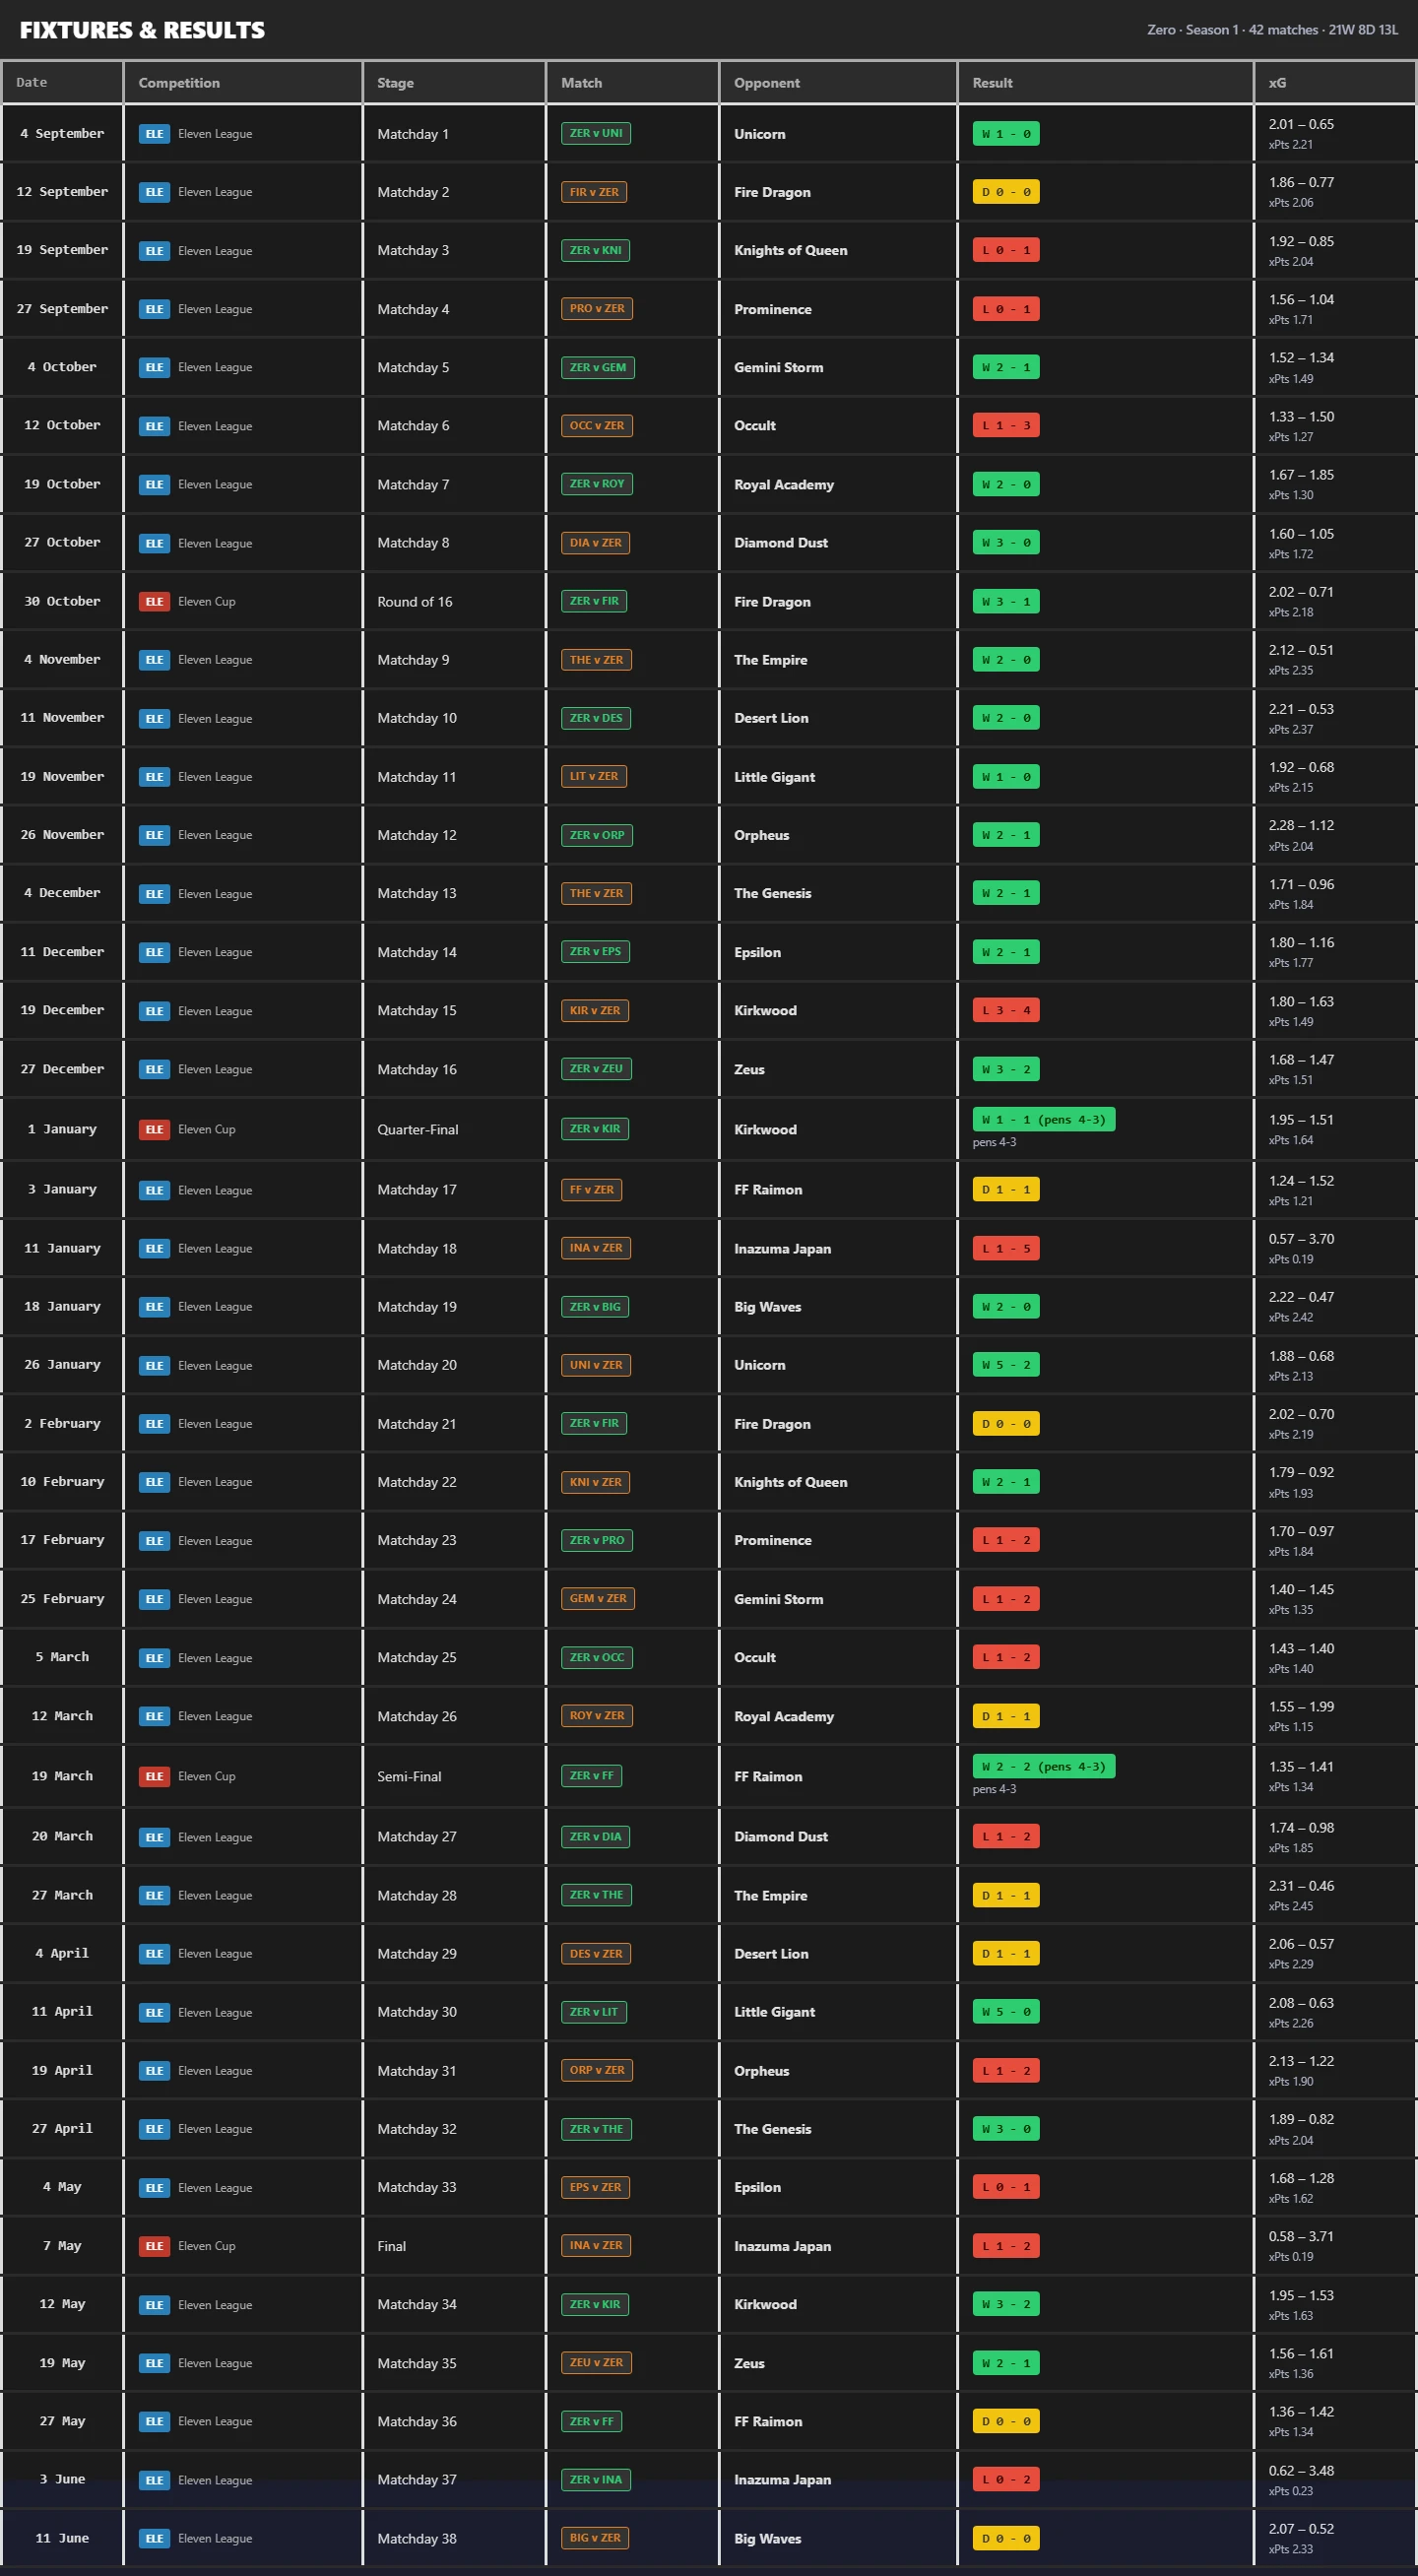 FIXTURES & RESULTS
Zero · Season 1 · 42 matches · 21W 8D 13L
Date Competition Stage Match Opponent Result xG
4 September ELE Eleven League Matchday 1 ZER v UNI Unicorn W 1 - 0 2.01 – 0.65
xPts 2.21
12 September ELE Eleven League Matchday 2 FIR v ZER Fire Dragon D 0 - 0 1.86 – 0.77
xPts 2.06
19 September ELE Eleven League Matchday 3 ZER v KNI Knights of Queen L 0 - 1 1.92 – 0.85
xPts 2.04
27 September ELE Eleven League Matchday 4 PRO v ZER Prominence L 0 - 1 1.56 – 1.04
xPts 1.71
4 October ELE Eleven League Matchday 5 ZER v GEM Gemini Storm W 2 - 1 1.52 – 1.34
xPts 1.49
12 October ELE Eleven League Matchday 6 OCC v ZER Occult L 1 - 3 1.33 – 1.50
xPts 1.27
19 October ELE Eleven League Matchday 7 ZER v ROY Royal Academy W 2 - 0 1.67 – 1.85
xPts 1.30
27 October ELE Eleven League Matchday 8 DIA v ZER Diamond Dust W 3 - 0 1.60 – 1.05
xPts 1.72
30 October ELE Eleven Cup Round of 16 ZER v FIR Fire Dragon W 3 - 1 2.02 – 0.71
xPts 2.18
4 November ELE Eleven League Matchday 9 THE v ZER The Empire W 2 - 0 2.12 – 0.51
xPts 2.35
11 November ELE Eleven League Matchday 10 ZER v DES Desert Lion W 2 - 0 2.21 – 0.53
xPts 2.37
19 November ELE Eleven League Matchday 11 LIT v ZER Little Gigant W 1 - 0 1.92 – 0.68
xPts 2.15
26 November ELE Eleven League Matchday 12 ZER v ORP Orpheus W 2 - 1 2.28 – 1.12
xPts 2.04
4 December ELE Eleven League Matchday 13 THE v ZER The Genesis W 2 - 1 1.71 – 0.96
xPts 1.84
11 December ELE Eleven League Matchday 14 ZER v EPS Epsilon W 2 - 1 1.80 – 1.16
xPts 1.77
19 December ELE Eleven League Matchday 15 KIR v ZER Kirkwood L 3 - 4 1.80 – 1.63
xPts 1.49
27 December ELE Eleven League Matchday 16 ZER v ZEU Zeus W 3 - 2 1.68 – 1.47
xPts 1.51
1 January ELE Eleven Cup Quarter-Final ZER v KIR Kirkwood W 1 - 1 (pens 4-3) 1.95 – 1.51
pens 4-3 xPts 1.64
3 January ELE Eleven League Matchday 17 FF v ZER FF Raimon D 1 - 1 1.24 – 1.52
xPts 1.21
11 January ELE Eleven League Matchday 18 INA v ZER Inazuma Japan L 1 - 5 0.57 – 3.70
xPts 0.19
18 January ELE Eleven League Matchday 19 ZER v BIG Big Waves W 2 - 0 2.22 – 0.47
xPts 2.42
26 January ELE Eleven League Matchday 20 UNI v ZER Unicorn W 5 - 2 1.88 – 0.68
xPts 2.13
2 February ELE Eleven League Matchday 21 ZER v FIR Fire Dragon D 0 - 0 2.02 – 0.70
xPts 2.19
10 February ELE Eleven League Matchday 22 KNI v ZER Knights of Queen W 2 - 1 1.79 – 0.92
xPts 1.93
17 February ELE Eleven League Matchday 23 ZER v PRO Prominence L 1 - 2 1.70 – 0.97
xPts 1.84
25 February ELE Eleven League Matchday 24 GEM v ZER Gemini Storm L 1 - 2 1.40 – 1.45
xPts 1.35
5 March ELE Eleven League Matchday 25 ZER v OCC Occult L 1 - 2 1.43 – 1.40
xPts 1.40
12 March ELE Eleven League Matchday 26 ROY v ZER Royal Academy D 1 - 1 1.55 – 1.99
xPts 1.15
19 March ELE Eleven Cup Semi-Final ZER v FF FF Raimon W 2 - 2 (pens 4-3) 1.35 – 1.41
pens 4-3 xPts 1.34
20 March ELE Eleven League Matchday 27 ZER v DIA Diamond Dust L 1 - 2 1.74 – 0.98
xPts 1.85
27 March ELE Eleven League Matchday 28 ZER v THE The Empire D 1 - 1 2.31 – 0.46
xPts 2.45
4 April ELE Eleven League Matchday 29 DES v ZER Desert Lion D 1 - 1 2.06 – 0.57
xPts 2.29
11 April ELE Eleven League Matchday 30 ZER v LIT Little Gigant W 5 - 0 2.08 – 0.63
xPts 2.26
19 April ELE Eleven League Matchday 31 ORP v ZER Orpheus L 1 - 2 2.13 – 1.22
xPts 1.90
27 April ELE Eleven League Matchday 32 ZER v THE The Genesis W 3 - 0 1.89 – 0.82
xPts 2.04
4 May ELE Eleven League Matchday 33 EPS v ZER Epsilon L 0 - 1 1.68 – 1.28
xPts 1.62
7 May ELE Eleven Cup Final INA v ZER Inazuma Japan L 1 - 2 0.58 – 3.71
xPts 0.19
12 May ELE Eleven League Matchday 34 ZER v KIR Kirkwood W 3 - 2 1.95 – 1.53
xPts 1.63
19 May ELE Eleven League Matchday 35 ZEU v ZER Zeus W 2 - 1 1.56 – 1.61
xPts 1.36
27 May ELE Eleven League Matchday 36 ZER v FF FF Raimon D 0 - 0 1.36 – 1.42
xPts 1.34
3 June ELE Eleven League Matchday 37 ZER v INA Inazuma Japan L 0 - 2 0.62 – 3.48
xPts 0.23
11 June ELE Eleven League Matchday 38 BIG v ZER Big Waves D 0 - 0 2.07 – 0.52
xPts 2.33